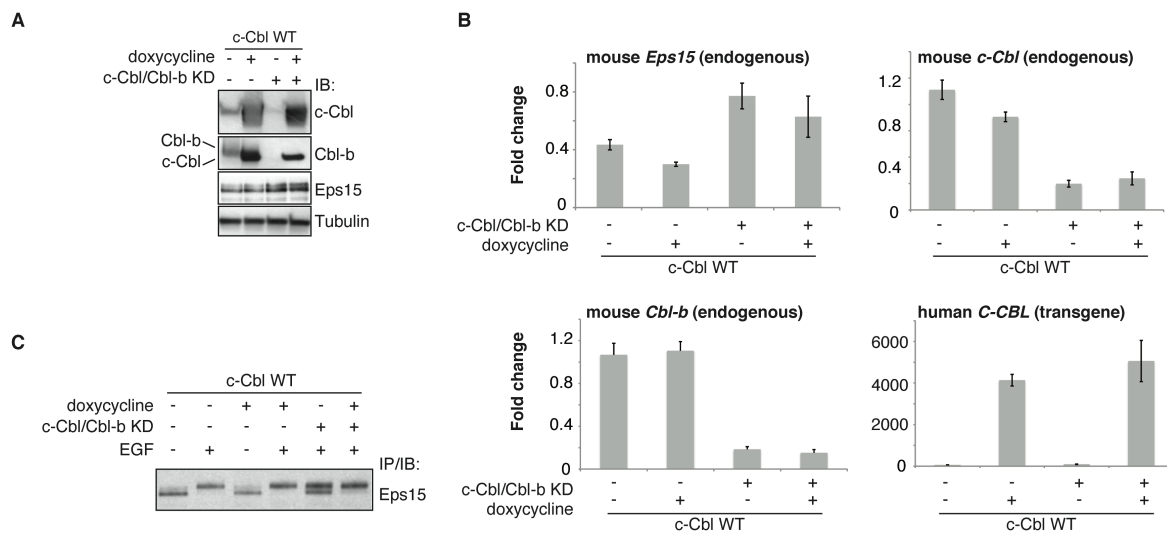 A
c-Cbl WT
doxycycline - + - +
c-Cbl/Cbl-b KD - - + +
IB:
c-Cbl
Cbl-b
c-Cbl
Cbl-b
Eps15
Tubulin
B
mouse Eps15 (endogenous)
Fold change
0.8
0.4
0
c-Cbl/Cbl-b KD - - + +
doxycycline - + - +
c-Cbl WT
mouse c-Cbl (endogenous)
1.2
0.8
0.4
0
- - + +
- + - +
c-Cbl WT
mouse Cbl-b (endogenous)
Fold change
1.2
0.8
0.4
0
c-Cbl/Cbl-b KD - - + +
doxycycline - + - +
c-Cbl WT
human C-CBL (transgene)
6000
4000
2000
0
- - + +
- + - +
c-Cbl WT
C
c-Cbl WT
doxycycline - - + + - +
c-Cbl/Cbl-b KD - - - - + +
EGF - + - + + +
IP/IB:
Eps15